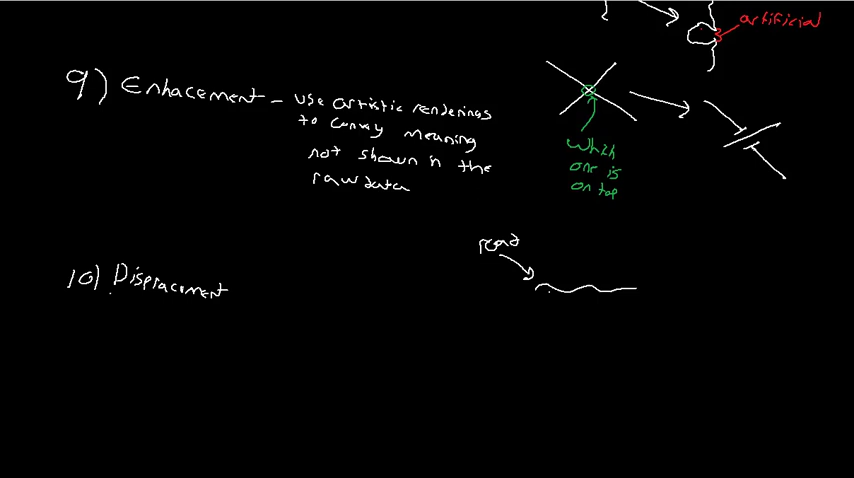 artificial
9) Enhacement - use artistic renderings
to convay meaning
not shown in the
raw data
which
one is
on top
road
10) Displacement